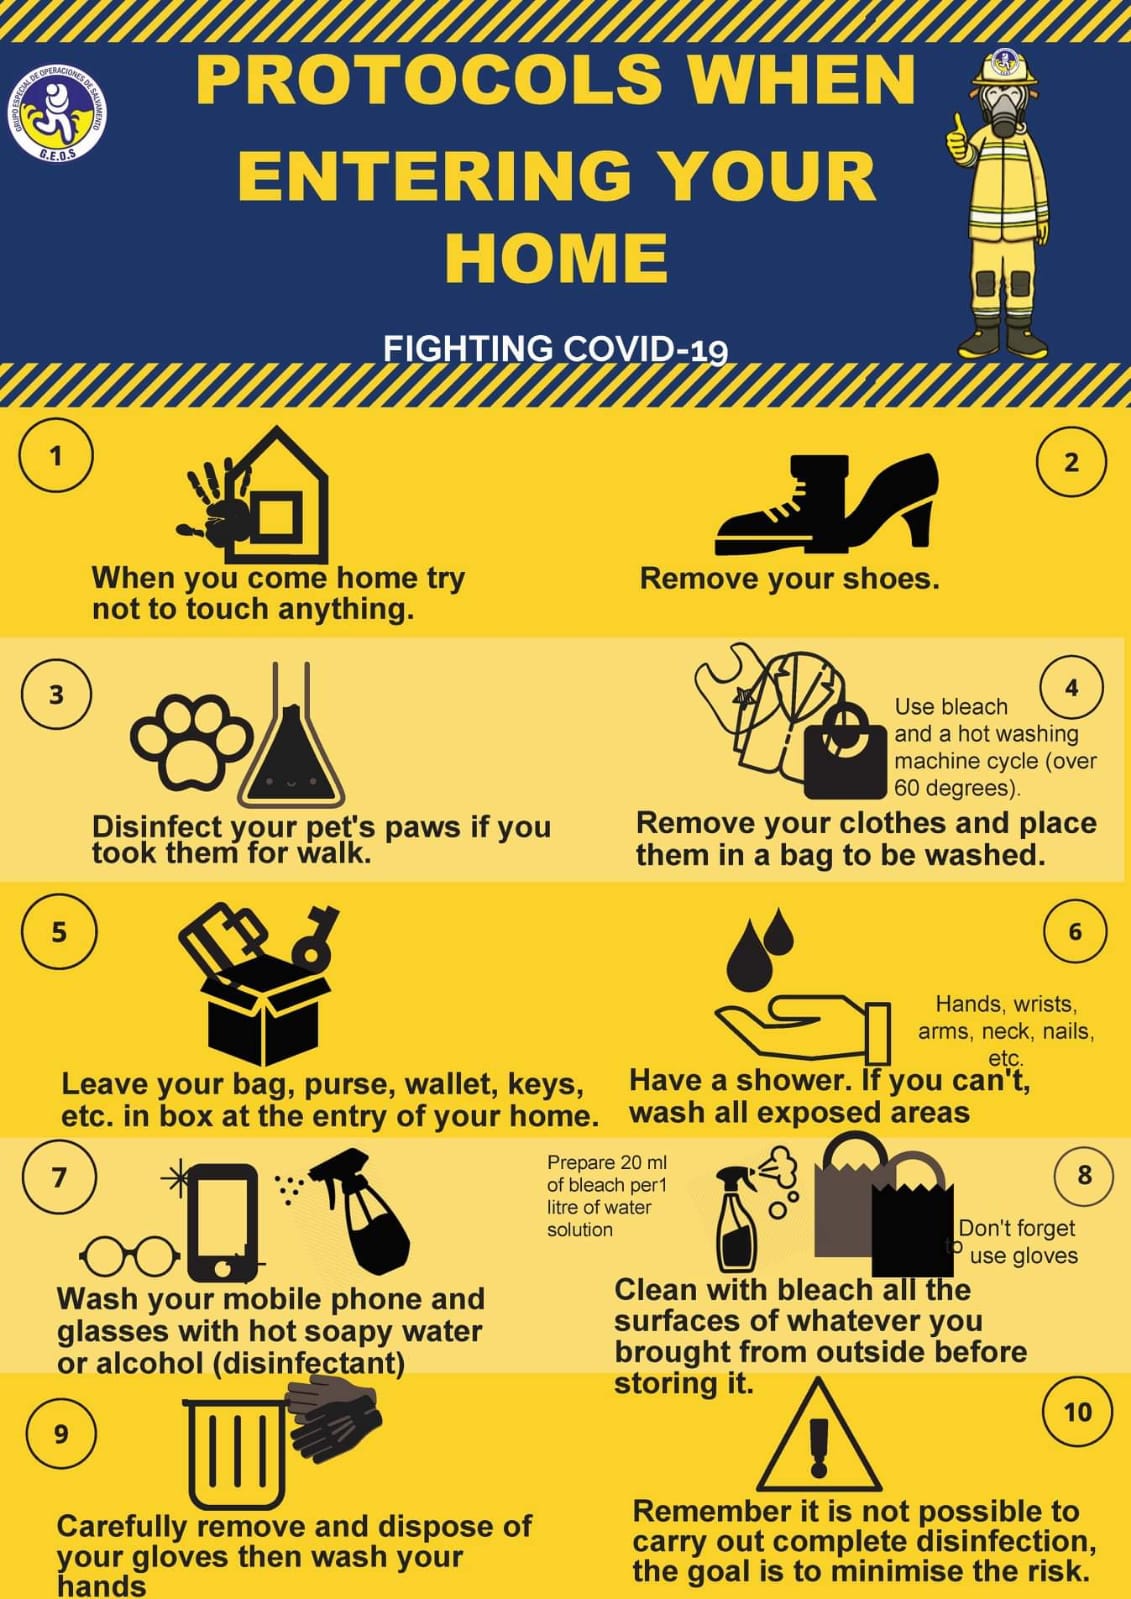 PROTOCOLS WHEN
ENTERING YOUR
HOME
FIGHTING COVID-19
GRUPO ESPECIAL DE OPERACIONES DE SALVAMENTO
G.E.O.S
1
When you come home try
not to touch anything.
2
Remove your shoes.
3
Disinfect your pet's paws if you
took them for walk.
4
Use bleach
and a hot washing
machine cycle (over
60 degrees).
Remove your clothes and place
them in a bag to be washed.
5
Leave your bag, purse, wallet, keys,
etc. in box at the entry of your home.
6
Hands, wrists,
arms, neck, nails,
etc.
Have a shower. If you can't,
wash all exposed areas
7
Wash your mobile phone and
glasses with hot soapy water
or alcohol (disinfectant)
Prepare 20 ml
of bleach per1
litre of water
solution
8
Don't forget
to use gloves
Clean with bleach all the
surfaces of whatever you
brought from outside before
storing it.
9
Carefully remove and dispose of
your gloves then wash your
hands
10
Remember it is not possible to
carry out complete disinfection,
the goal is to minimise the risk.